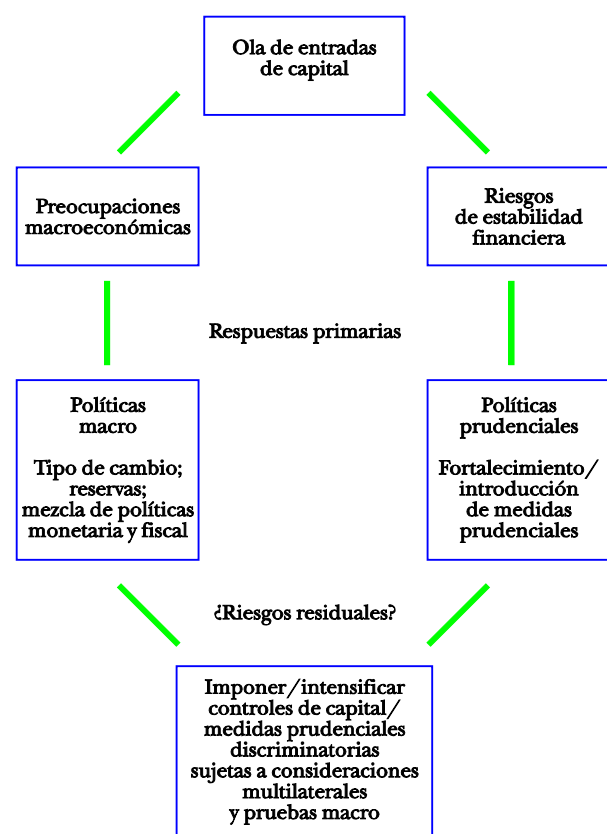 Ola de entradas
de capital
Preocupaciones
macroeconómicas
Riesgos
de estabilidad
financiera
Respuestas primarias
Políticas
macro
Tipo de cambio;
reservas;
mezcla de políticas
monetaria y fiscal
Políticas
prudenciales
Fortalecimiento/
introducción
de medidas
prudenciales
¿Riesgos residuales?
Imponer/intensificar
controles de capital/
medidas prudenciales
discriminatorias
sujetas a consideraciones
multilaterales
y pruebas macro